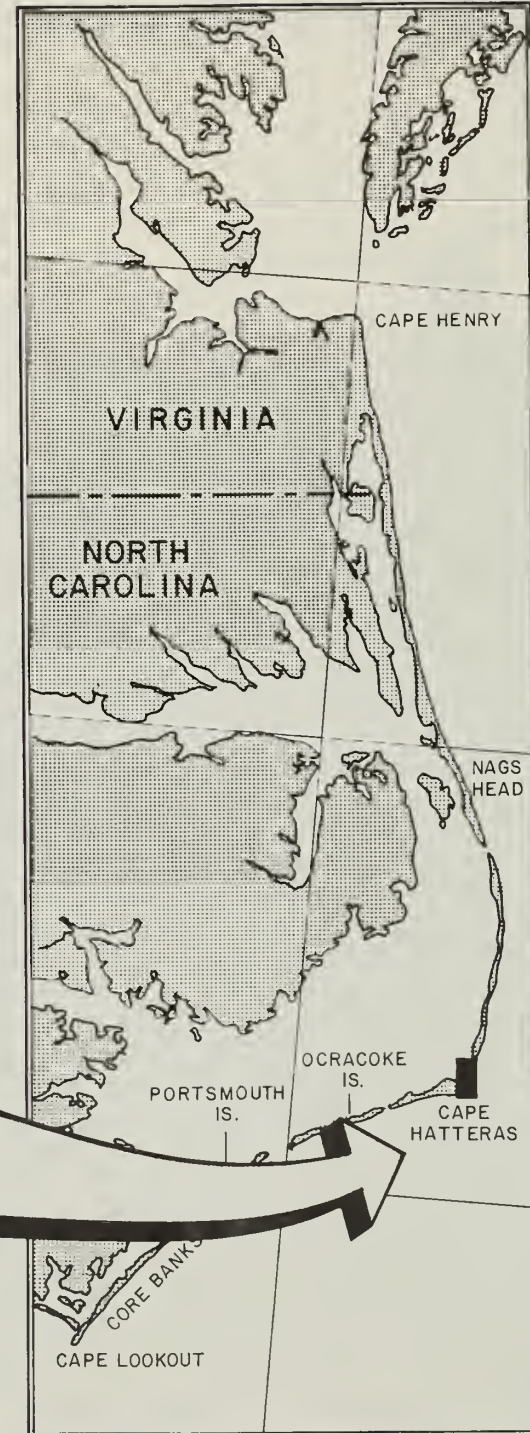 CAPE HENRY
VIRGINIA
NORTH
CAROLINA
NAGS
HEAD
OCRACOKE
IS.
PORTSMOUTH
IS.
CAPE
HATTERAS
CORE BANKS
CAPE LOOKOUT